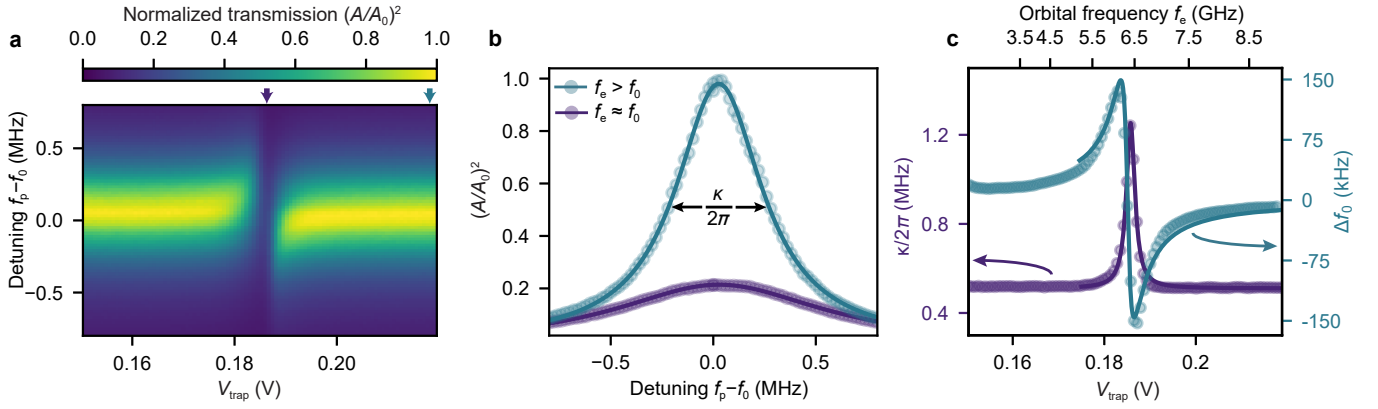 a
Normalized transmission (A/A₀)²
0.0 0.2 0.4 0.6 0.8 1.0
Detuning fₚ−f₀ (MHz)
0.5
0.0
−0.5
0.16 0.18 0.20
V_trap (V)
b
(A/A₀)²
1.0
0.8
0.6
0.4
0.2
fₑ > f₀
fₑ ≈ f₀
κ
2π
−0.5 0.0 0.5
Detuning fₚ−f₀ (MHz)
c
Orbital frequency fₑ (GHz)
3.5 4.5 5.5 6.5 7.5 8.5
κ/2π (MHz)
1.2
0.8
0.4
150
75
0
-75
-150
Δf₀ (kHz)
0.16 0.18 0.2
V_trap (V)